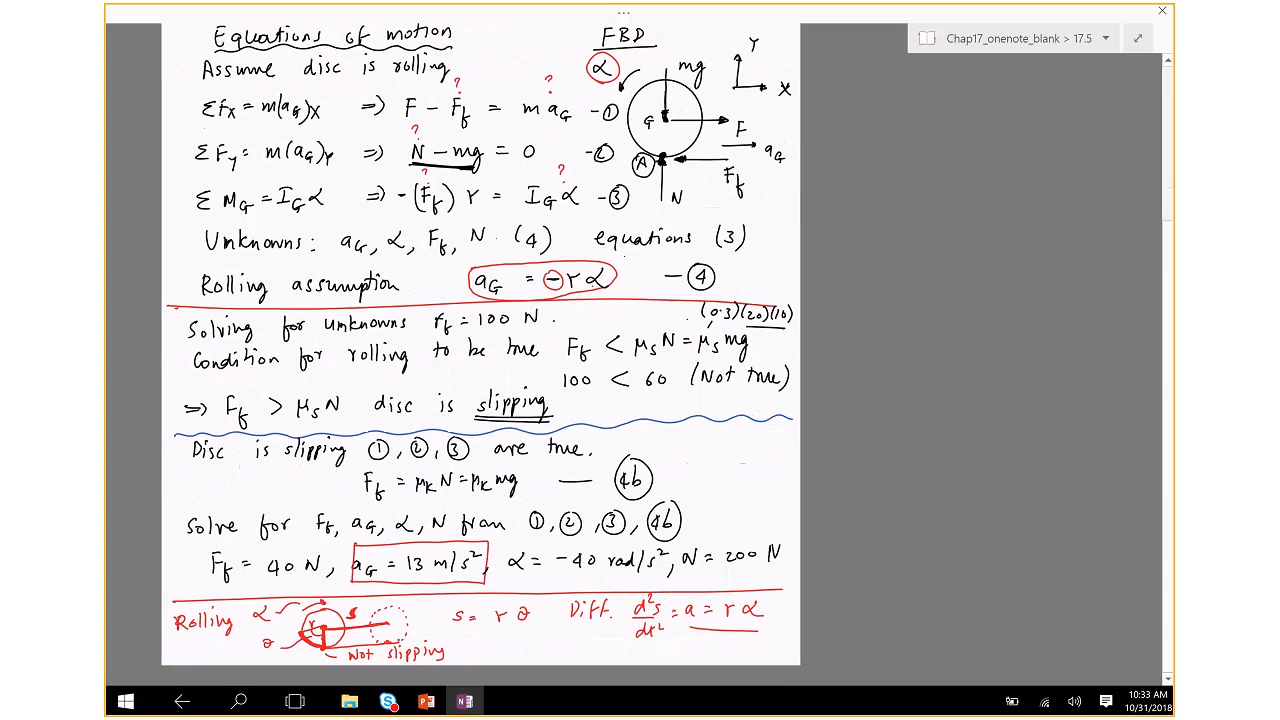 Chap17_onenote_blank > 17.5
Equations of motion
FBD
Assume disc is rolling
α
mg
Y
X
? ?
ΣFx = m(aG)x ⇒ F - Ff = m aG -①
G
F
aG
?
ΣFy = m(aG)y ⇒ N - mg = 0 -②
A
Ff
? ?
ΣMG = IG α ⇒ -(Ff) r = IG α -③
N
Unknowns: aG, α, Ff, N (4) equations (3)
Rolling assumption aG = - r α -④
(0.3)(20)(10)
Solving for unknowns Ff = 100 N.
Condition for rolling to be true Ff < μs N = μs mg
100 < 60 (Not true)
⇒ Ff > μs N disc is slipping
Disc is slipping ①, ②, ③ are true.
Ff = μk N = μk mg — 4b
Solve for Ff, aG, α, N from ①, ②, ③, 4b
Ff = 40 N, aG = 13 m/s², α = -40 rad/s², N = 200 N
Rolling α r s θ
s = r θ Diff. d²s/dt² = a = r α
Not slipping
10:33 AM
10/31/2018